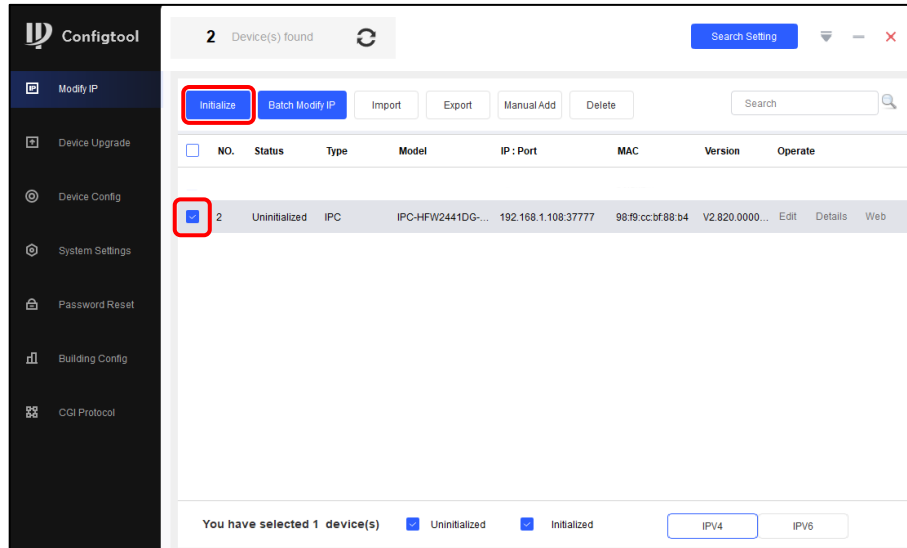 Configtool
2 Device(s) found
Search Setting
Modify IP
Device Upgrade
Device Config
System Settings
Password Reset
Building Config
CGI Protocol
Initialize Batch Modify IP Import Export Manual Add Delete Search
NO. Status Type Model IP : Port MAC Version Operate
2 Uninitialized IPC IPC-HFW2441DG-... 192.168.1.108:37777 98:f9:cc:bf:88:b4 V2.820.0000... Edit Details Web
You have selected 1 device(s) Uninitialized Initialized IPV4 IPV6